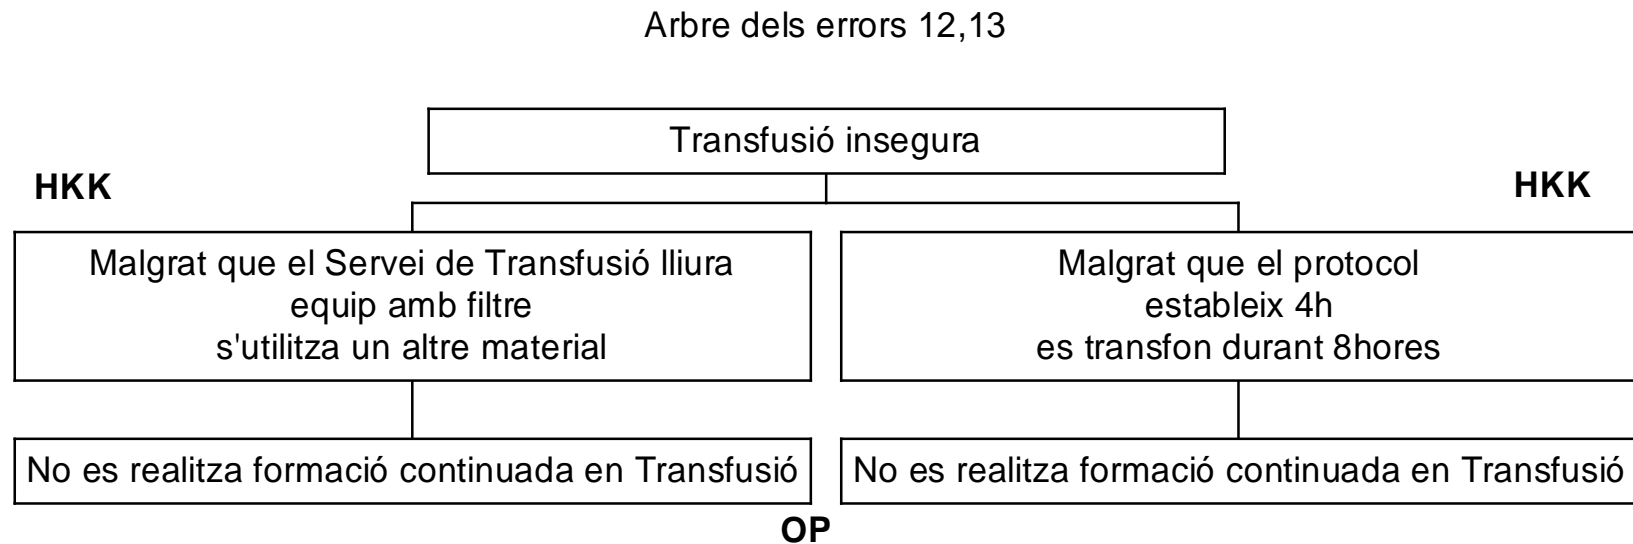 Arbre dels errors 12,13
Transfusió insegura
HKK
HKK
Malgrat que el Servei de Transfusió lliura
equip amb filtre
s'utilitza un altre material
Malgrat que el protocol
estableix 4h
es transfon durant 8hores
No es realitza formació continuada en Transfusió
No es realitza formació continuada en Transfusió
OP